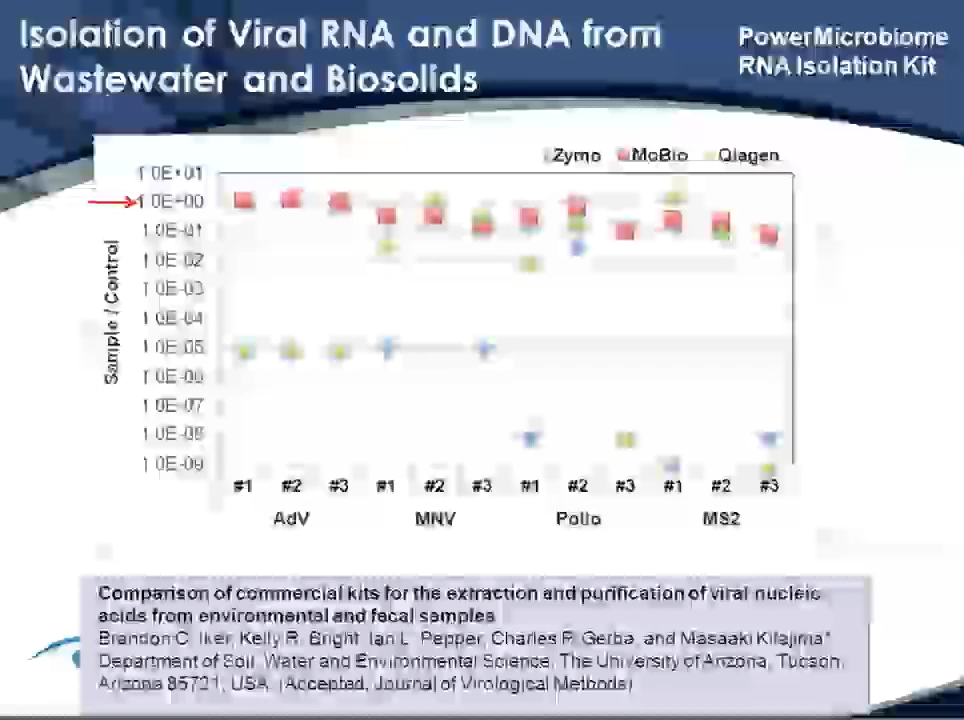 Isolation of Viral RNA and DNA from
Wastewater and Biosolids
PowerMicrobiome
RNA Isolation Kit
Zymo MoBio Qiagen
1.0E+01
1.0E+00
1.0E-01
1.0E-02
1.0E-03
1.0E-04
1.0E-05
1.0E-06
1.0E-07
1.0E-08
1.0E-09
Sample / Control
#1 #2 #3 #1 #2 #3 #1 #2 #3 #1 #2 #3
AdV MNV Polio MS2
Comparison of commercial kits for the extraction and purification of viral nucleic
acids from environmental and fecal samples
Brandon C. Iker, Kelly R. Bright, Ian L. Pepper, Charles P. Gerba, and Masaaki Kitajima*
Department of Soil, Water and Environmental Science, The University of Arizona, Tucson,
Arizona 85721, USA. (Accepted, Journal of Virological Methods)